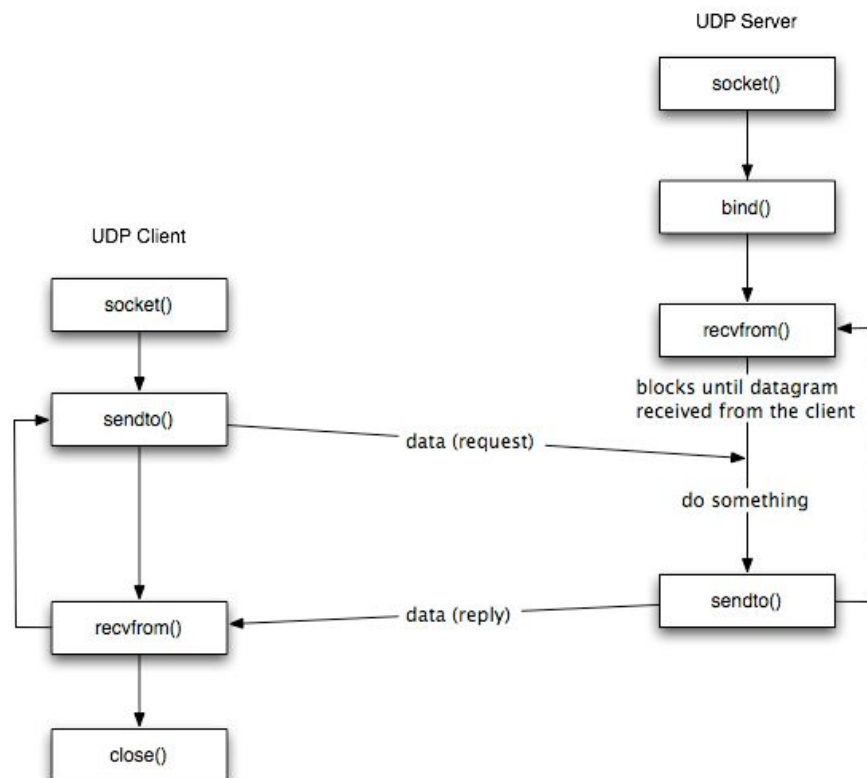 UDP Server
socket()
bind()
UDP Client
socket()
recvfrom()
blocks until datagram
received from the client
sendto()
data (request)
do something
sendto()
data (reply)
recvfrom()
close()